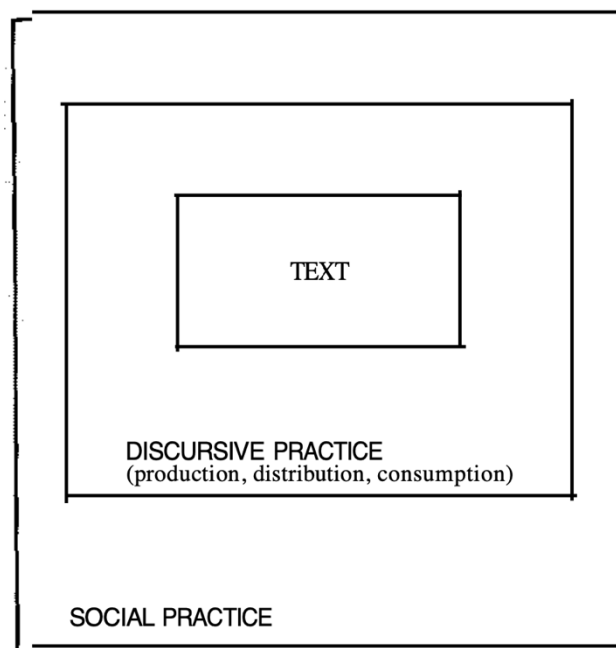 TEXT
DISCURSIVE PRACTICE
(production, distribution, consumption)
SOCIAL PRACTICE